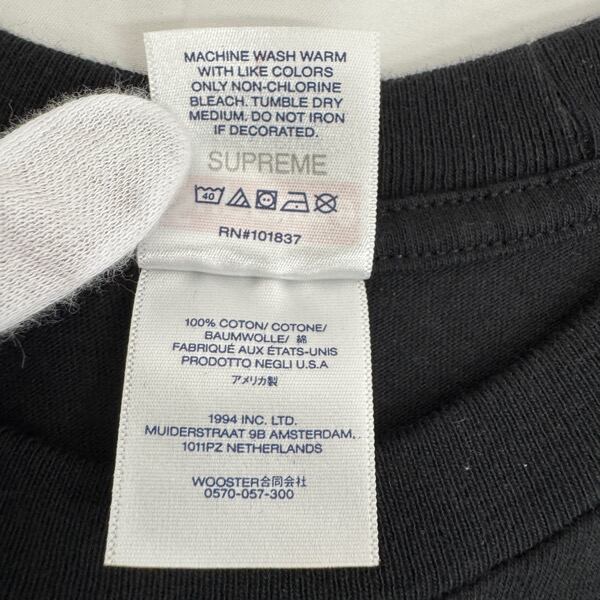 MACHINE WASH WARM
WITH LIKE COLORS
ONLY NON-CHLORINE
BLEACH. TUMBLE DRY
MEDIUM. DO NOT IRON
IF DECORATED.
SUPREME
40
RN#101837
100% COTON/ COTONE/
BAUMWOLLE/ 綿
FABRIQUÉ AUX ÉTATS-UNIS
PRODOTTO NEGLI U.S.A
アメリカ製
1994 INC. LTD.
MUIDERSTRAAT 9B AMSTERDAM,
1011PZ NETHERLANDS
WOOSTER合同会社
0570-057-300